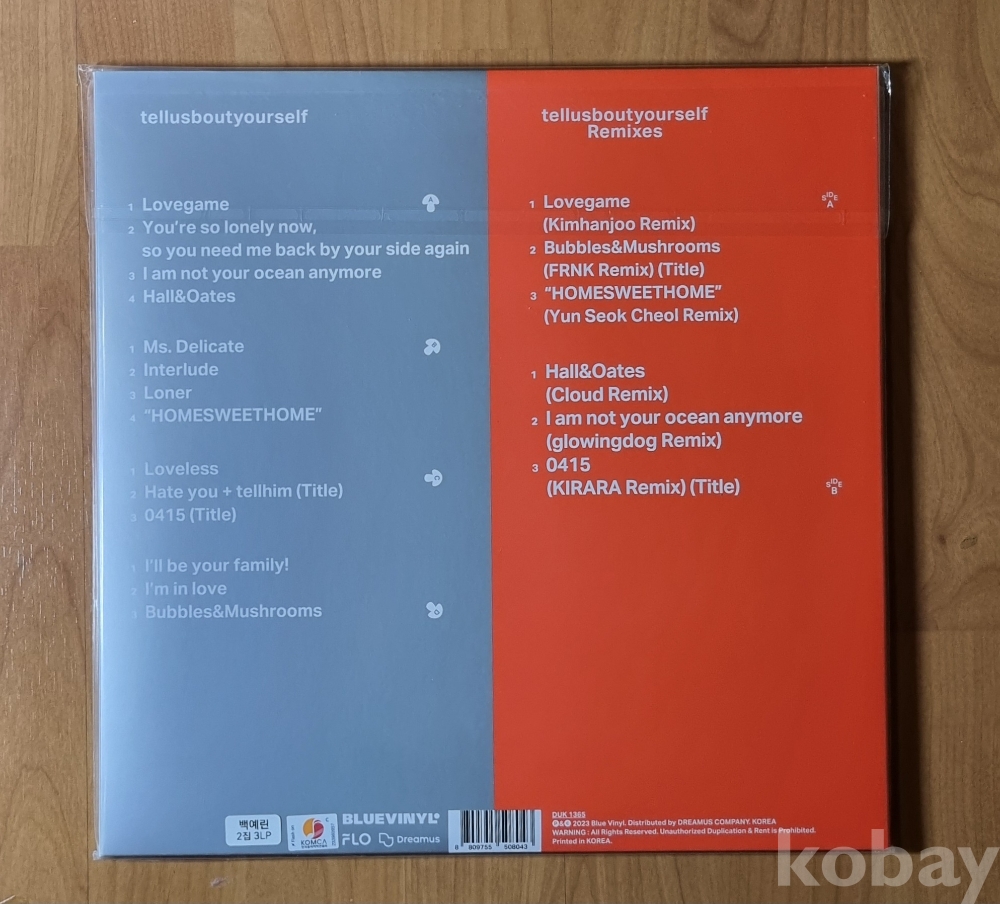 tellusboutyourself
1 Lovegame
2 You're so lonely now,
so you need me back by your side again
3 I am not your ocean anymore
4 Hall&Oates
A
1 Ms. Delicate
2 Interlude
3 Loner
4 “HOMESWEETHOME”
1 Loveless
2 Hate you + tellhim (Title)
3 0415 (Title)
1 I'll be your family!
2 I'm in love
3 Bubbles&Mushrooms
D
tellusboutyourself
Remixes
1 Lovegame
(Kimhanjoo Remix)
2 Bubbles&Mushrooms
(FRNK Remix) (Title)
3 “HOMESWEETHOME”
(Yun Seok Cheol Remix)
SIDE
A
1 Hall&Oates
(Cloud Remix)
2 I am not your ocean anymore
(glowingdog Remix)
3 0415
(KIRARA Remix) (Title)
SIDE
B
백예린
2집 3LP
KOMCA
BLUEVINYL
FLO Dreamus
8 809755 508043
DUK 1365
℗&© 2023 Blue Vinyl. Distributed by DREAMUS COMPANY. KOREA
WARNING : All Rights Reserved. Unauthorized Duplication & Rent is Prohibited.
Printed in KOREA.
kobay